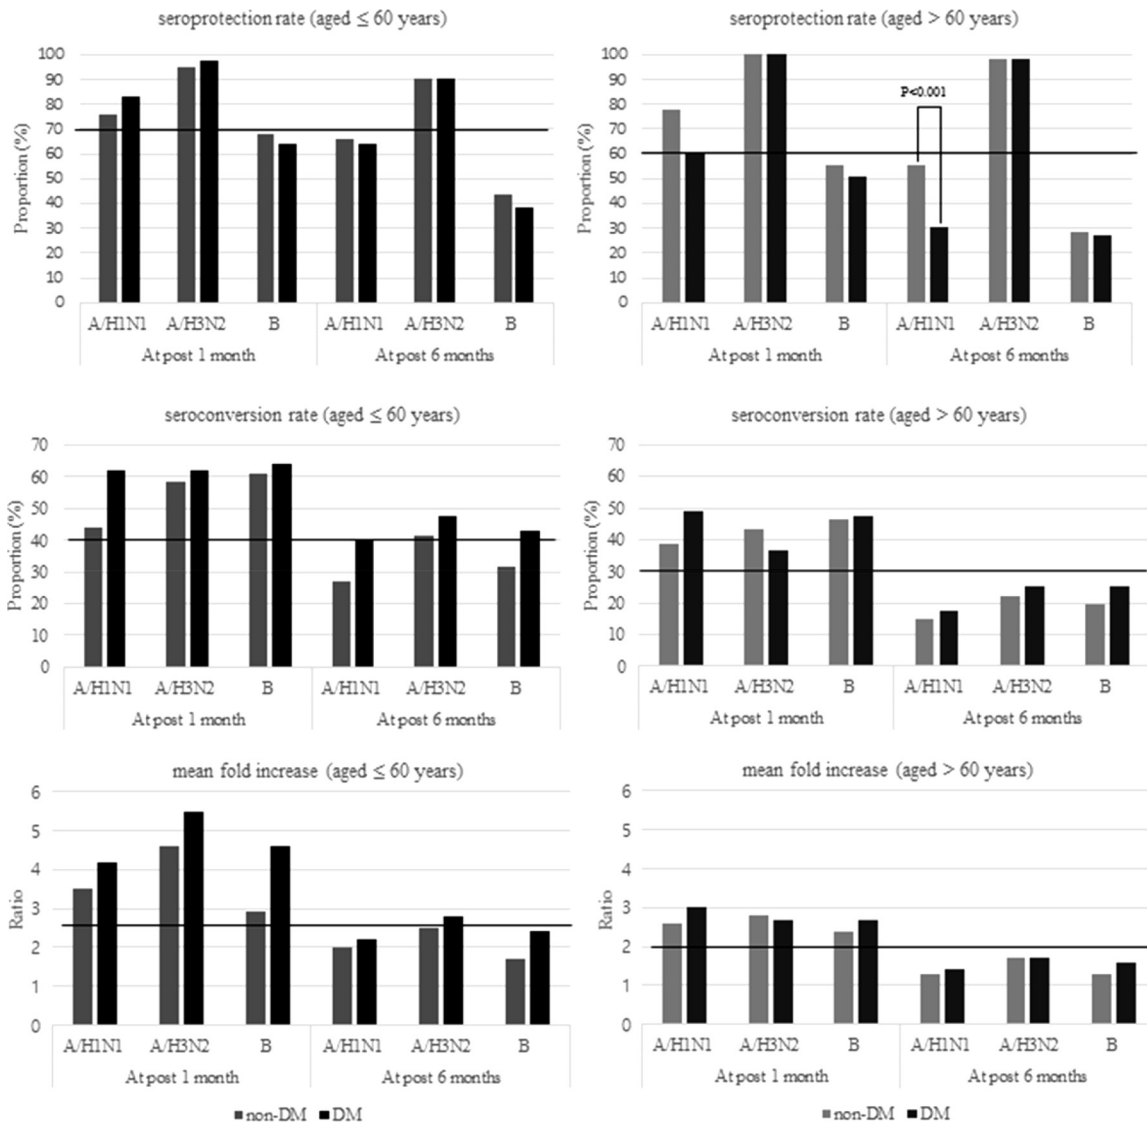 seroprotection rate (aged ≤ 60 years)
Proportion (%)
100
90
80
70
60
50
40
30
20
10
0
A/H1N1 A/H3N2 B A/H1N1 A/H3N2 B
At post 1 month At post 6 months
seroprotection rate (aged > 60 years)
Proportion (%)
100
90
80
70
60
50
40
30
20
10
0
P<0.001
A/H1N1 A/H3N2 B A/H1N1 A/H3N2 B
At post 1 month At post 6 months
seroconversion rate (aged ≤ 60 years)
Proportion (%)
70
60
50
40
30
20
10
0
A/H1N1 A/H3N2 B A/H1N1 A/H3N2 B
At post 1 month At post 6 months
seroconversion rate (aged > 60 years)
Proportion (%)
70
60
50
40
30
20
10
0
A/H1N1 A/H3N2 B A/H1N1 A/H3N2 B
At post 1 month At post 6 months
mean fold increase (aged ≤ 60 years)
Ratio
6
5
4
3
2
1
0
A/H1N1 A/H3N2 B A/H1N1 A/H3N2 B
At post 1 month At post 6 months
non-DM DM
mean fold increase (aged > 60 years)
Ratio
6
5
4
3
2
1
0
A/H1N1 A/H3N2 B A/H1N1 A/H3N2 B
At post 1 month At post 6 months
non-DM DM